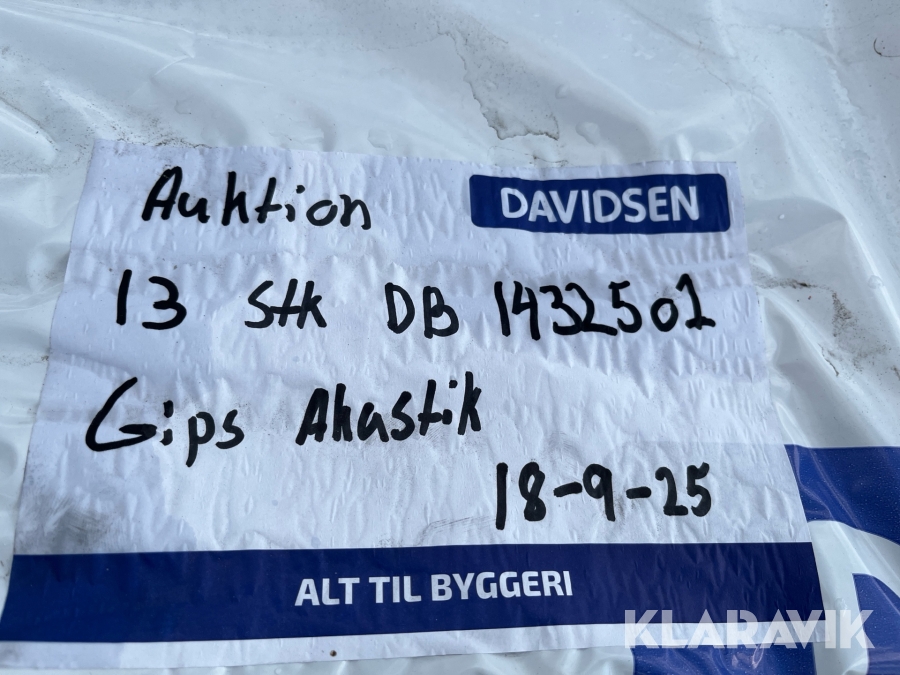 Auktion
DAVIDSEN
13 Stk DB 1432501
Gips Akustik
18-9-25
ALT TIL BYGGERI
KLARAVIK